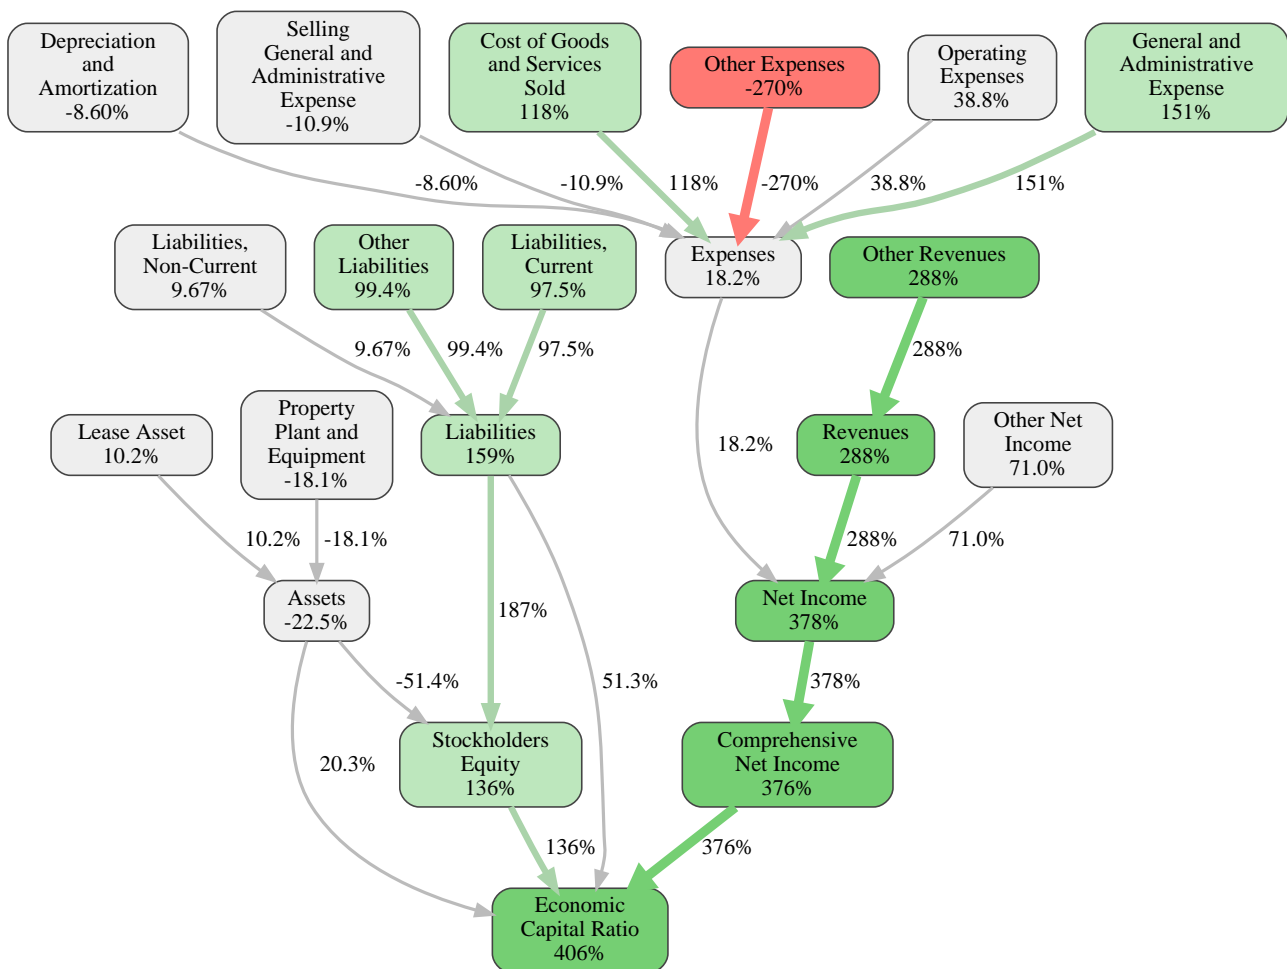 Depreciation
and
Amortization
-8.60%
Selling
General and
Administrative
Expense
-10.9%
Cost of Goods
and Services
Sold
118%
Other Expenses
-270%
Operating
Expenses
38.8%
General and
Administrative
Expense
151%
-8.60%
-10.9%
118%
-270%
38.8%
151%
Liabilities,
Non-Current
9.67%
Other
Liabilities
99.4%
Liabilities,
Current
97.5%
Expenses
18.2%
Other Revenues
288%
9.67%
99.4%
97.5%
288%
Lease Asset
10.2%
Property
Plant and
Equipment
-18.1%
Liabilities
159%
18.2%
Revenues
288%
Other Net
Income
71.0%
10.2%
-18.1%
288%
71.0%
Assets
-22.5%
187%
Net Income
378%
-51.4%
51.3%
378%
20.3%
Stockholders
Equity
136%
Comprehensive
Net Income
376%
136%
376%
Economic
Capital Ratio
406%